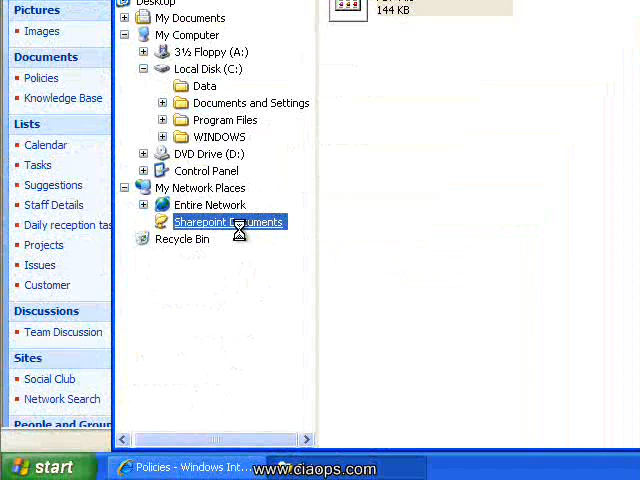 Pictures
Images
Documents
Policies
Knowledge Base
Lists
Calendar
Tasks
Suggestions
Staff Details
Daily reception tas
Projects
Issues
Customer
Discussions
Team Discussion
Sites
Social Club
Network Search
People and Group
Desktop
My Documents
My Computer
3½ Floppy (A:)
Local Disk (C:)
Data
Documents and Settings
Program Files
WINDOWS
DVD Drive (D:)
Control Panel
My Network Places
Entire Network
Sharepoint Documents
Recycle Bin
144 KB
start
Policies - Windows Int...
www.ciaops.com